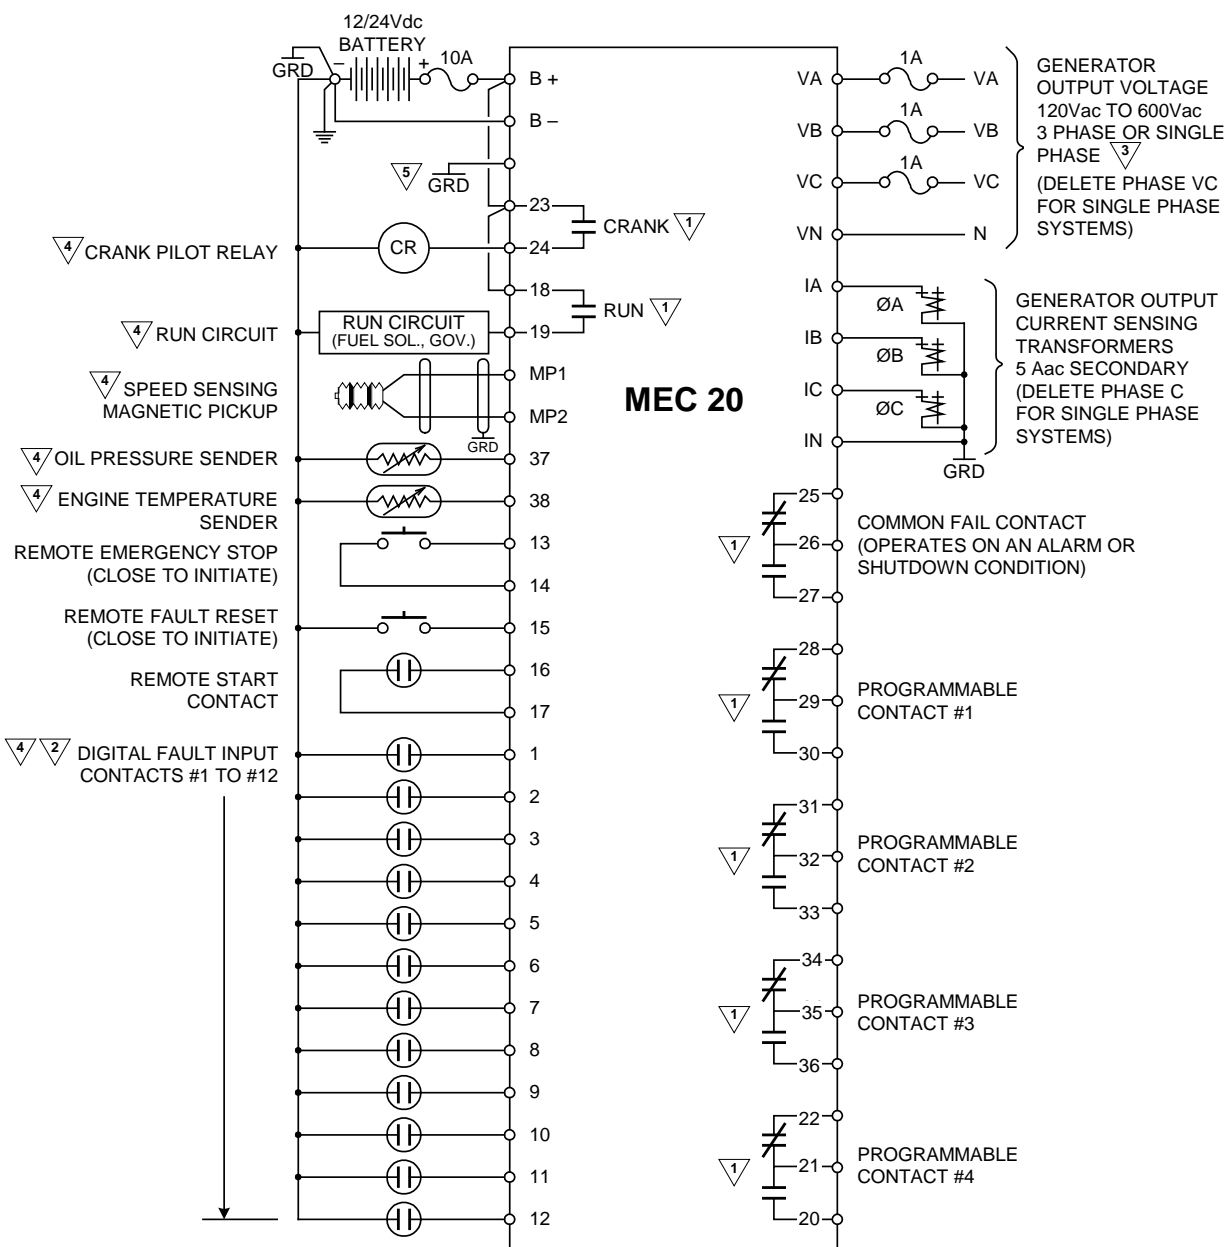 12/24Vdc
BATTERY
GRD
–
+
10A
B +
–
B –
5
GRD
23
CRANK 1
4 CRANK PILOT RELAY
CR
24
18
RUN 1
4 RUN CIRCUIT
RUN CIRCUIT
(FUEL SOL., GOV.)
19
4 SPEED SENSING
MAGNETIC PICKUP
MP1
MP2
GRD
4 OIL PRESSURE SENDER
37
4 ENGINE TEMPERATURE
SENDER
38
REMOTE EMERGENCY STOP
(CLOSE TO INITIATE)
13
14
REMOTE FAULT RESET
(CLOSE TO INITIATE)
15
REMOTE START
CONTACT
16
17
4 2 DIGITAL FAULT INPUT
CONTACTS #1 TO #12
1
2
3
4
5
6
7
8
9
10
11
12
MEC 20
VA
1A
VA
VB
1A
VB
VC
1A
VC
VN
N
GENERATOR
OUTPUT VOLTAGE
120Vac TO 600Vac
3 PHASE OR SINGLE
PHASE 3
(DELETE PHASE VC
FOR SINGLE PHASE
SYSTEMS)
IA
ØA
IB
ØB
IC
ØC
IN
GRD
GENERATOR OUTPUT
CURRENT SENSING
TRANSFORMERS
5 Aac SECONDARY
(DELETE PHASE C
FOR SINGLE PHASE
SYSTEMS)
25
1
26
27
COMMON FAIL CONTACT
(OPERATES ON AN ALARM OR
SHUTDOWN CONDITION)
28
1
29
30
PROGRAMMABLE
CONTACT #1
31
1
32
33
PROGRAMMABLE
CONTACT #2
34
1
35
36
PROGRAMMABLE
CONTACT #3
22
1
21
20
PROGRAMMABLE
CONTACT #4